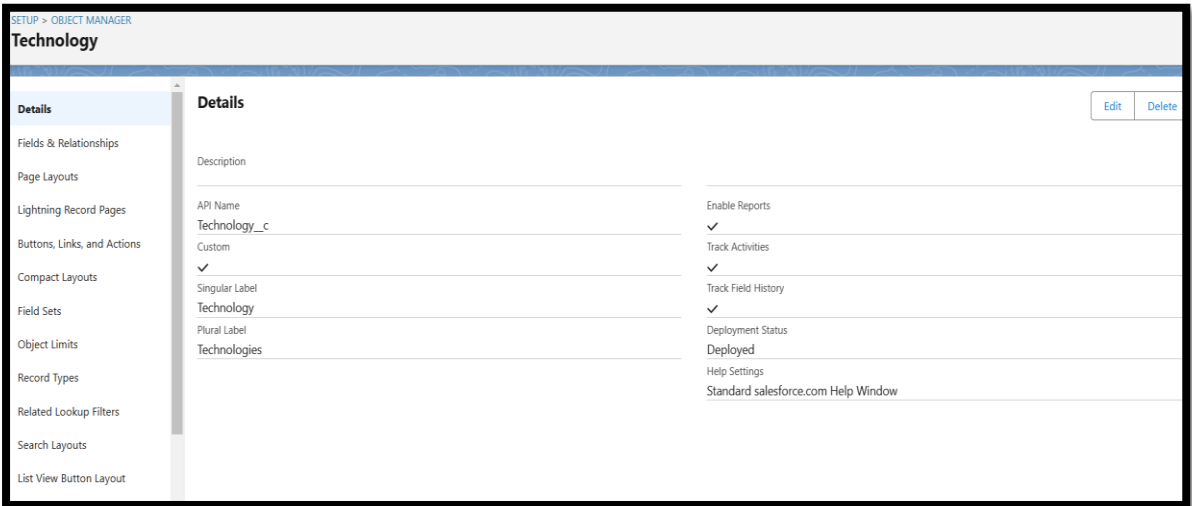 SETUP > OBJECT MANAGER
Technology
Details
Fields & Relationships
Page Layouts
Lightning Record Pages
Buttons, Links, and Actions
Compact Layouts
Field Sets
Object Limits
Record Types
Related Lookup Filters
Search Layouts
List View Button Layout
Details
Edit Delete
Description
API Name
Technology__c
Custom
Singular Label
Technology
Plural Label
Technologies
Enable Reports
Track Activities
Track Field History
Deployment Status
Deployed
Help Settings
Standard salesforce.com Help Window